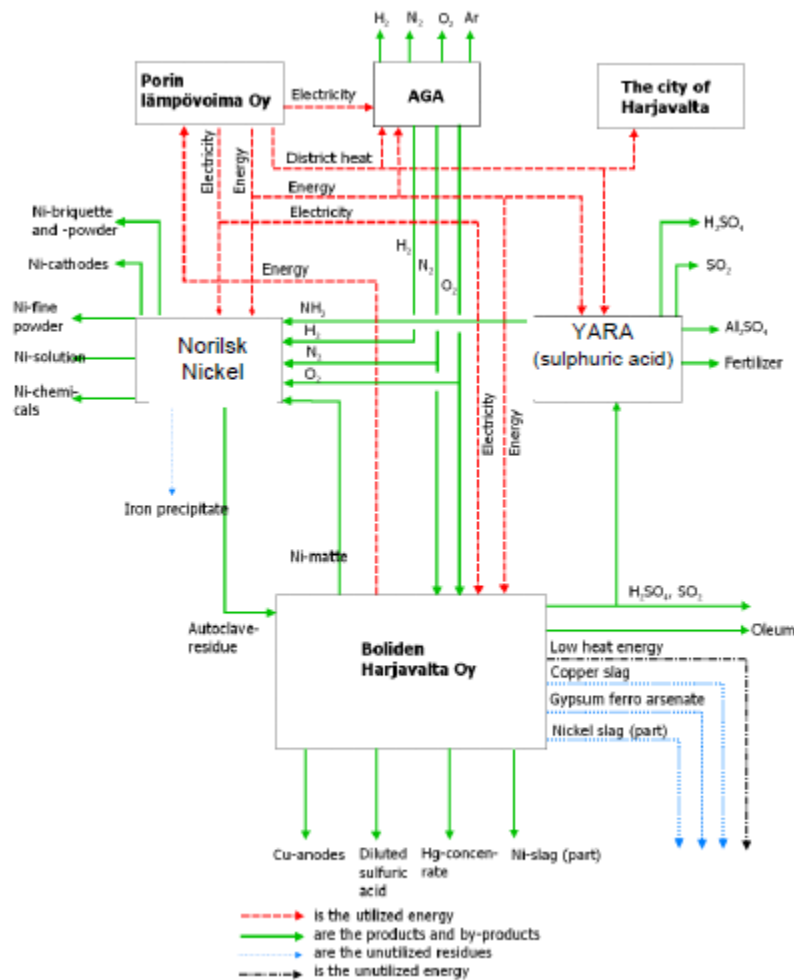 H₂ N₂ O₂ Ar
Porin
lämpövoima Oy
Electricity
AGA
The city of
Harjavalta
Electricity
Energy
District heat
Energy
Electricity
Ni-briquette
and -powder
H₂
H₂SO₄
Ni-cathodes
Energy
N₂
SO₂
O₂
Ni-fine
powder
NH₃
Norilsk
Nickel
H₂
YARA
(sulphuric acid)
Al₂SO₄
Ni-solution
N₂
Fertilizer
O₂
Ni-chemi-
cals
Electricity
Energy
Iron precipitate
Ni-matte
H₂SO₄, SO₂
Autoclave-
residue
Oleum
Boliden
Harjavalta Oy
Low heat energy
Copper slag
Gypsum ferro arsenate
Nickel slag (part)
Cu-anodes
Diluted
sulfuric
acid
Hg-concen-
rate
Ni-slag (part)
is the utilized energy
are the products and by-products
are the unutilized residues
is the unutilized energy